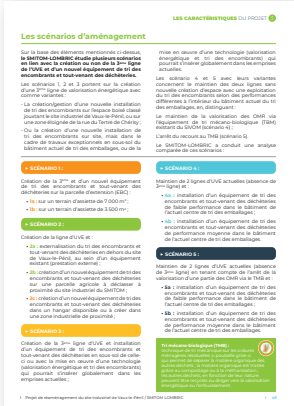 LES CARACTÉRISTIQUES DU PROJET
Les scénarios d'aménagement
Sur la base des éléments mentionnés ci-dessus,
le SMITOM-LOMBRIC étudie plusieurs scénarios
en lien avec la création ou non de la 3ème ligne
de l'UVE et d'un nouvel équipement de tri des
encombrants et tout-venant des déchèteries.
Les scénarios 1, 2 et 3 portent sur la création
d'une 3ème ligne de valorisation énergétique avec
comme variantes :
- La création/gestion d'une nouvelle installation
de tri des encombrants sur l'espace boisé classé
jouxtant le site industriel de Vaux-le-Pénil, ou sur
une zone éloignée de la rue du Tertre de Chérisy ;
- Ou la création d'une nouvelle installation de
tri des encombrants sur site, mais dans le
cadre de travaux exceptionnels en sous-sol du
bâtiment actuel de tri des emballages, ou de la
mise en œuvre d'une technologie (valorisation
énergétique et tri des encombrants) qui
pourrait s'insérer globalement dans les emprises
actuelles.
Les scénario 4 et 5 avec leurs variantes
concernent le maintien des deux lignes sans
nouvelle création d'espace avec une exploitation
du tri des encombrants selon des performances
différentes à l'intérieur du bâtiment actuel du tri
des emballages, en distinguant :
Le maintien de la valorisation des OMR via
l'équipement de tri mécano-biologique (TBM)
existant du SIVOM (scénario 4) ;
L'arrêt du recours au TMB (scénario 5).
Le SMITOM-LOMBRIC a conduit une analyse
comparée de ces scénarios :
▸ SCÉNARIO 1 :
Création de la 3ème et d'un nouvel équipement
de tri des encombrants et tout-venant des
déchèteries sur la parcelle d'extension (EBC) :
• 1a : sur un terrain d'assiette de 7 000 m² ;
• 1b : sur un terrain d'assiette de 3 500 m² ;
▸ SCÉNARIO 2 :
Création de la ligne d'UVE et :
• 2a : externalisation du tri des encombrants et
tout-venant des déchèteries en dehors du site
de Vaux-le-Pénil, au sein d'un équipement
existant (prestation externe) ;
• 2b : création d'un nouvel équipement de tri des
encombrants et tout-venant des déchèteries
sur une parcelle agricole à déclasser à
proximité du site industriel du SMITOM ;
• 2c : création d'un nouvel équipement de tri des
encombrants et tout-venant des déchèteries
dans un hangar disponible ou à créer dans
une zone industrielle de proximité ;
▸ SCÉNARIO 3 :
Création de la 3ème ligne UVE et installation
d'un équipement de tri des encombrants et
tout-venant des déchèteries en sous-sol de celle-
ci ou avec la mise en œuvre d'une technologie
(valorisation énergétique et tri des encombrants)
qui pourrait s'insérer globalement dans les
emprises actuelles ;
▸ SCÉNARIO 4 :
Maintien de 2 lignes d'UVE actuelles (absence de
3ème ligne) et :
• 4a : installation d'un équipement de tri des
encombrants et tout-venant des déchèteries
de faible performance dans le bâtiment de
l'actuel centre de tri des emballages ;
• 4b : installation d'un équipement de tri des
encombrants et tout-venant des déchèteries
de performance moyenne dans le bâtiment
de l'actuel centre de tri des emballages
▸ SCÉNARIO 5 :
Maintien de 2 lignes d'UVE actuelles (absence
de 3ème ligne) en tenant compte de l'arrêt de la
valorisation d'une partie des OMR via le TMB et :
• 5a : installation d'un équipement de tri des
encombrants et tout-venant des déchèteries
de faible performance dans le bâtiment de
l'actuel centre de tri des emballages ;
• 5b : installation d'un équipement de tri des
encombrants et tout-venant des déchèteries
de performance moyenne dans le bâtiment
de l'actuel centre de tri des emballages.
Tri mécano-biologique (TMB) :
| Projet de réaménagement du site industriel de Vaux-le-Pénil / SMITOM-LOMBRIC